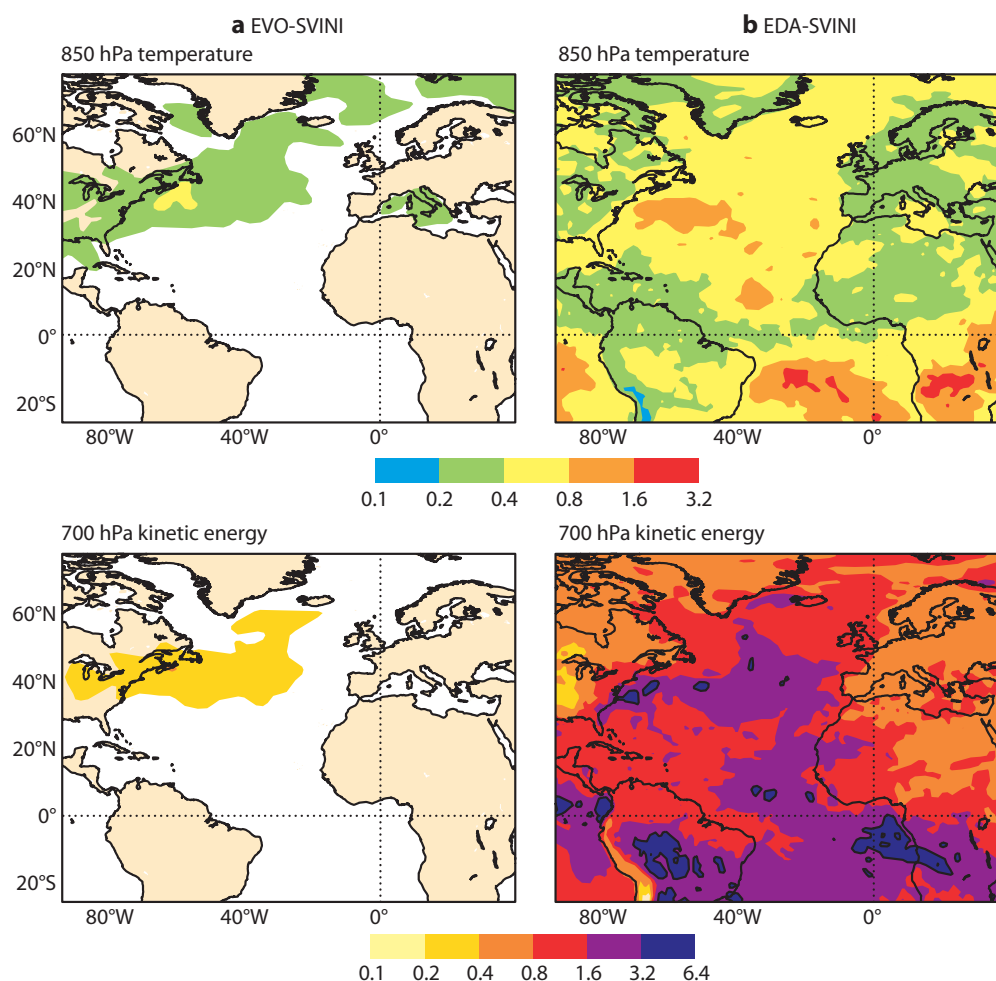 a EVO-SVINI
b EDA-SVINI
850 hPa temperature
850 hPa temperature
60°N
40°N
20°N
0°
20°S
80°W 40°W 0°
80°W 40°W 0°
0.1 0.2 0.4 0.8 1.6 3.2
700 hPa kinetic energy
700 hPa kinetic energy
60°N
40°N
20°N
0°
20°S
80°W 40°W 0°
80°W 40°W 0°
0.1 0.2 0.4 0.8 1.6 3.2 6.4